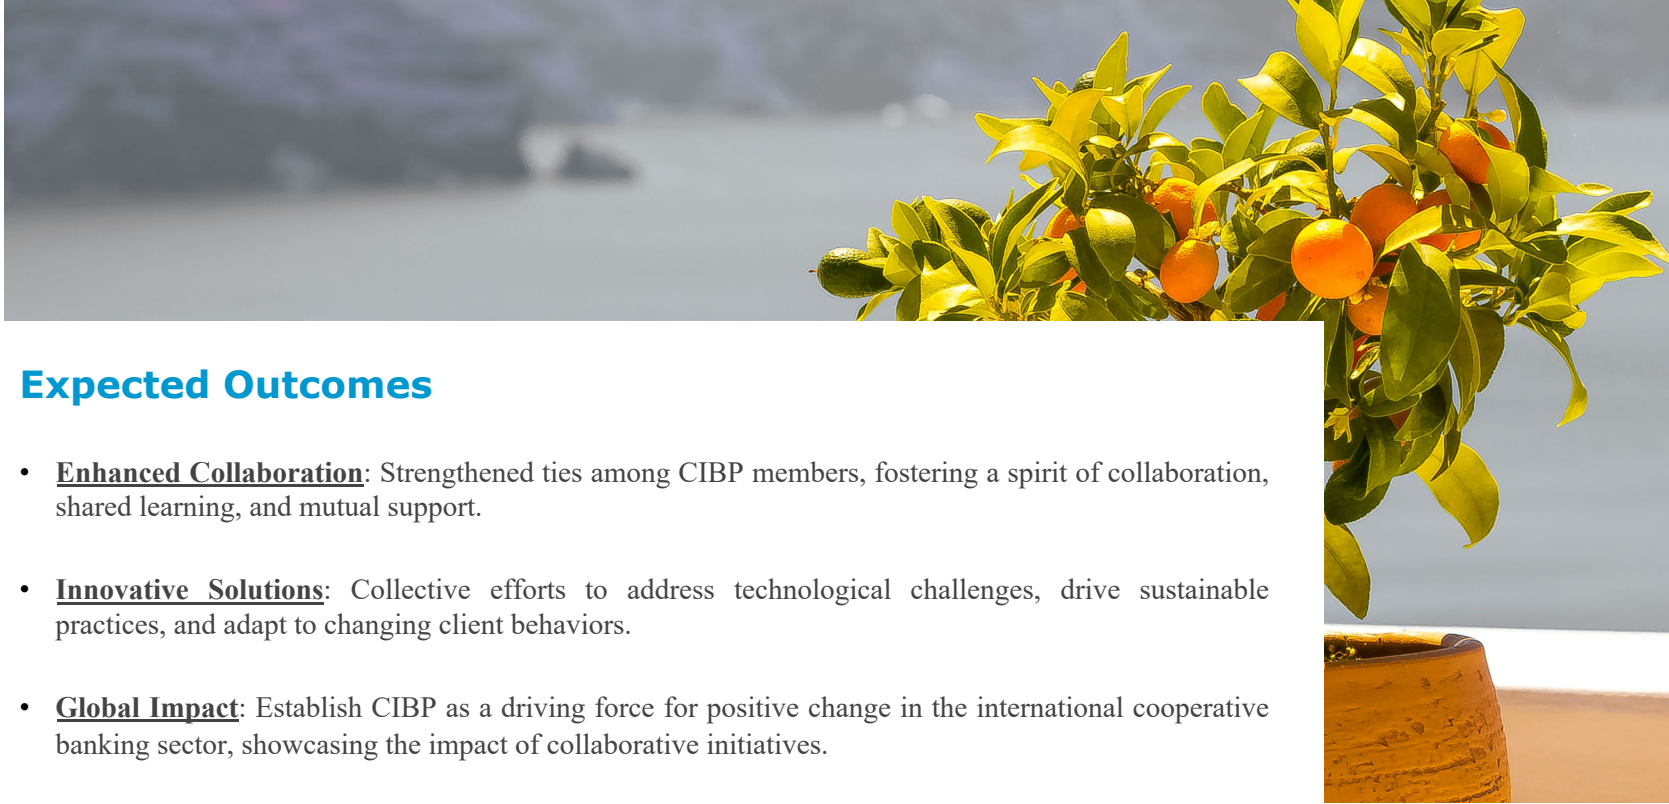 Expected Outcomes
• Enhanced Collaboration: Strengthened ties among CIBP members, fostering a spirit of collaboration,
shared learning, and mutual support.
• Innovative Solutions: Collective efforts to address technological challenges, drive sustainable
practices, and adapt to changing client behaviors.
• Global Impact: Establish CIBP as a driving force for positive change in the international cooperative
banking sector, showcasing the impact of collaborative initiatives.